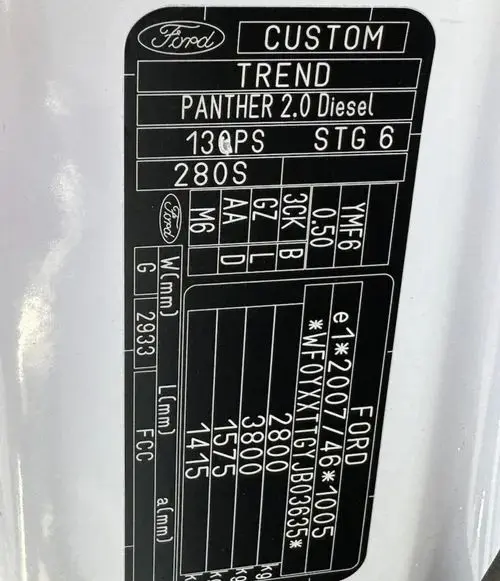 Ford CUSTOM
TREND
PANTHER 2.0 Diesel
130PS STG 6
280S
YMF6
0.50
3CK B
GZ L
AA D
M6
Ford
FORD
e1*2007/46*1005
*WF0YXXTTGYJB03635*
2800
3800
1575
1415
W(mm) L(mm) a(mm)
G 2933 FCC